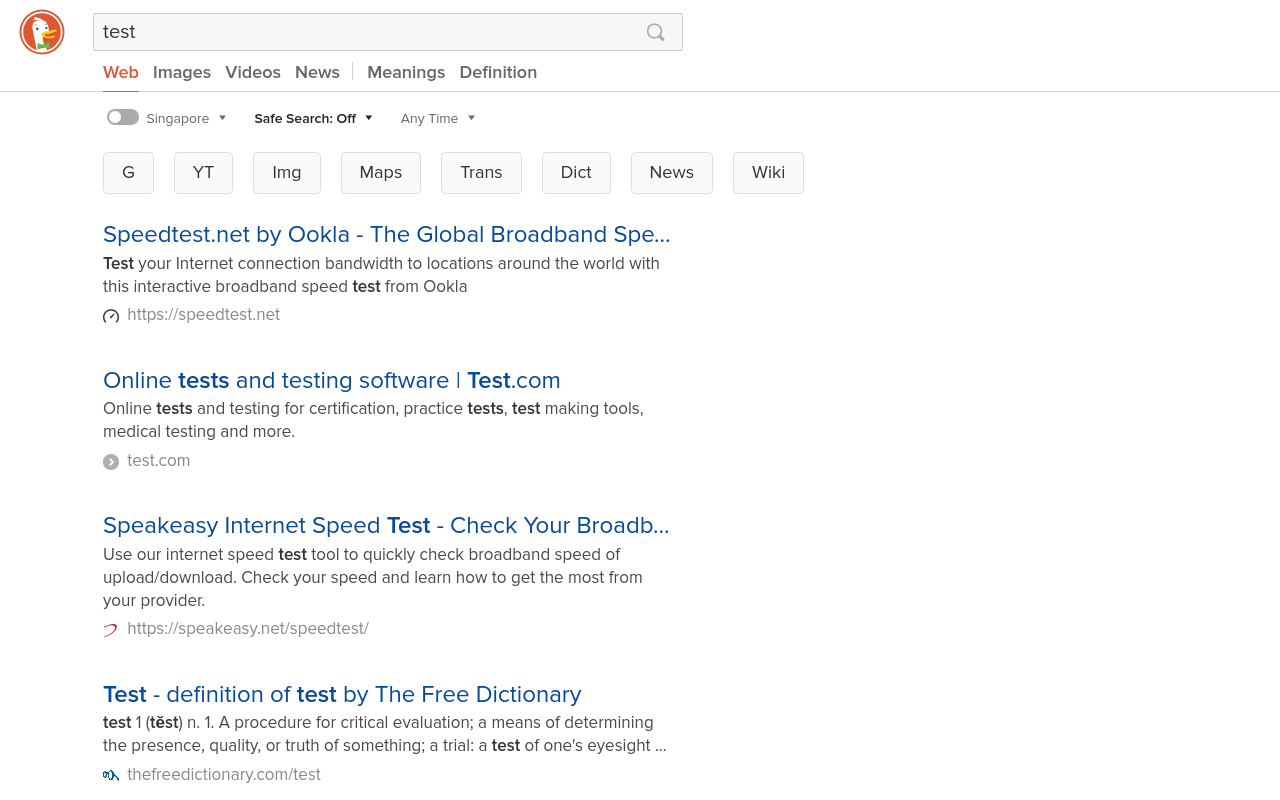 test
Web Images Videos News Meanings Definition
Singapore Safe Search: Off Any Time
G YT Img Maps Trans Dict News Wiki
Speedtest.net by Ookla - The Global Broadband Spe...
Test your Internet connection bandwidth to locations around the world with
this interactive broadband speed test from Ookla
https://speedtest.net
Online tests and testing software | Test.com
Online tests and testing for certification, practice tests, test making tools,
medical testing and more.
test.com
Speakeasy Internet Speed Test - Check Your Broadb...
Use our internet speed test tool to quickly check broadband speed of
upload/download. Check your speed and learn how to get the most from
your provider.
https://speakeasy.net/speedtest/
Test - definition of test by The Free Dictionary
test 1 (tĕst) n. 1. A procedure for critical evaluation; a means of determining
the presence, quality, or truth of something; a trial: a test of one's eyesight ...
thefreedictionary.com/test